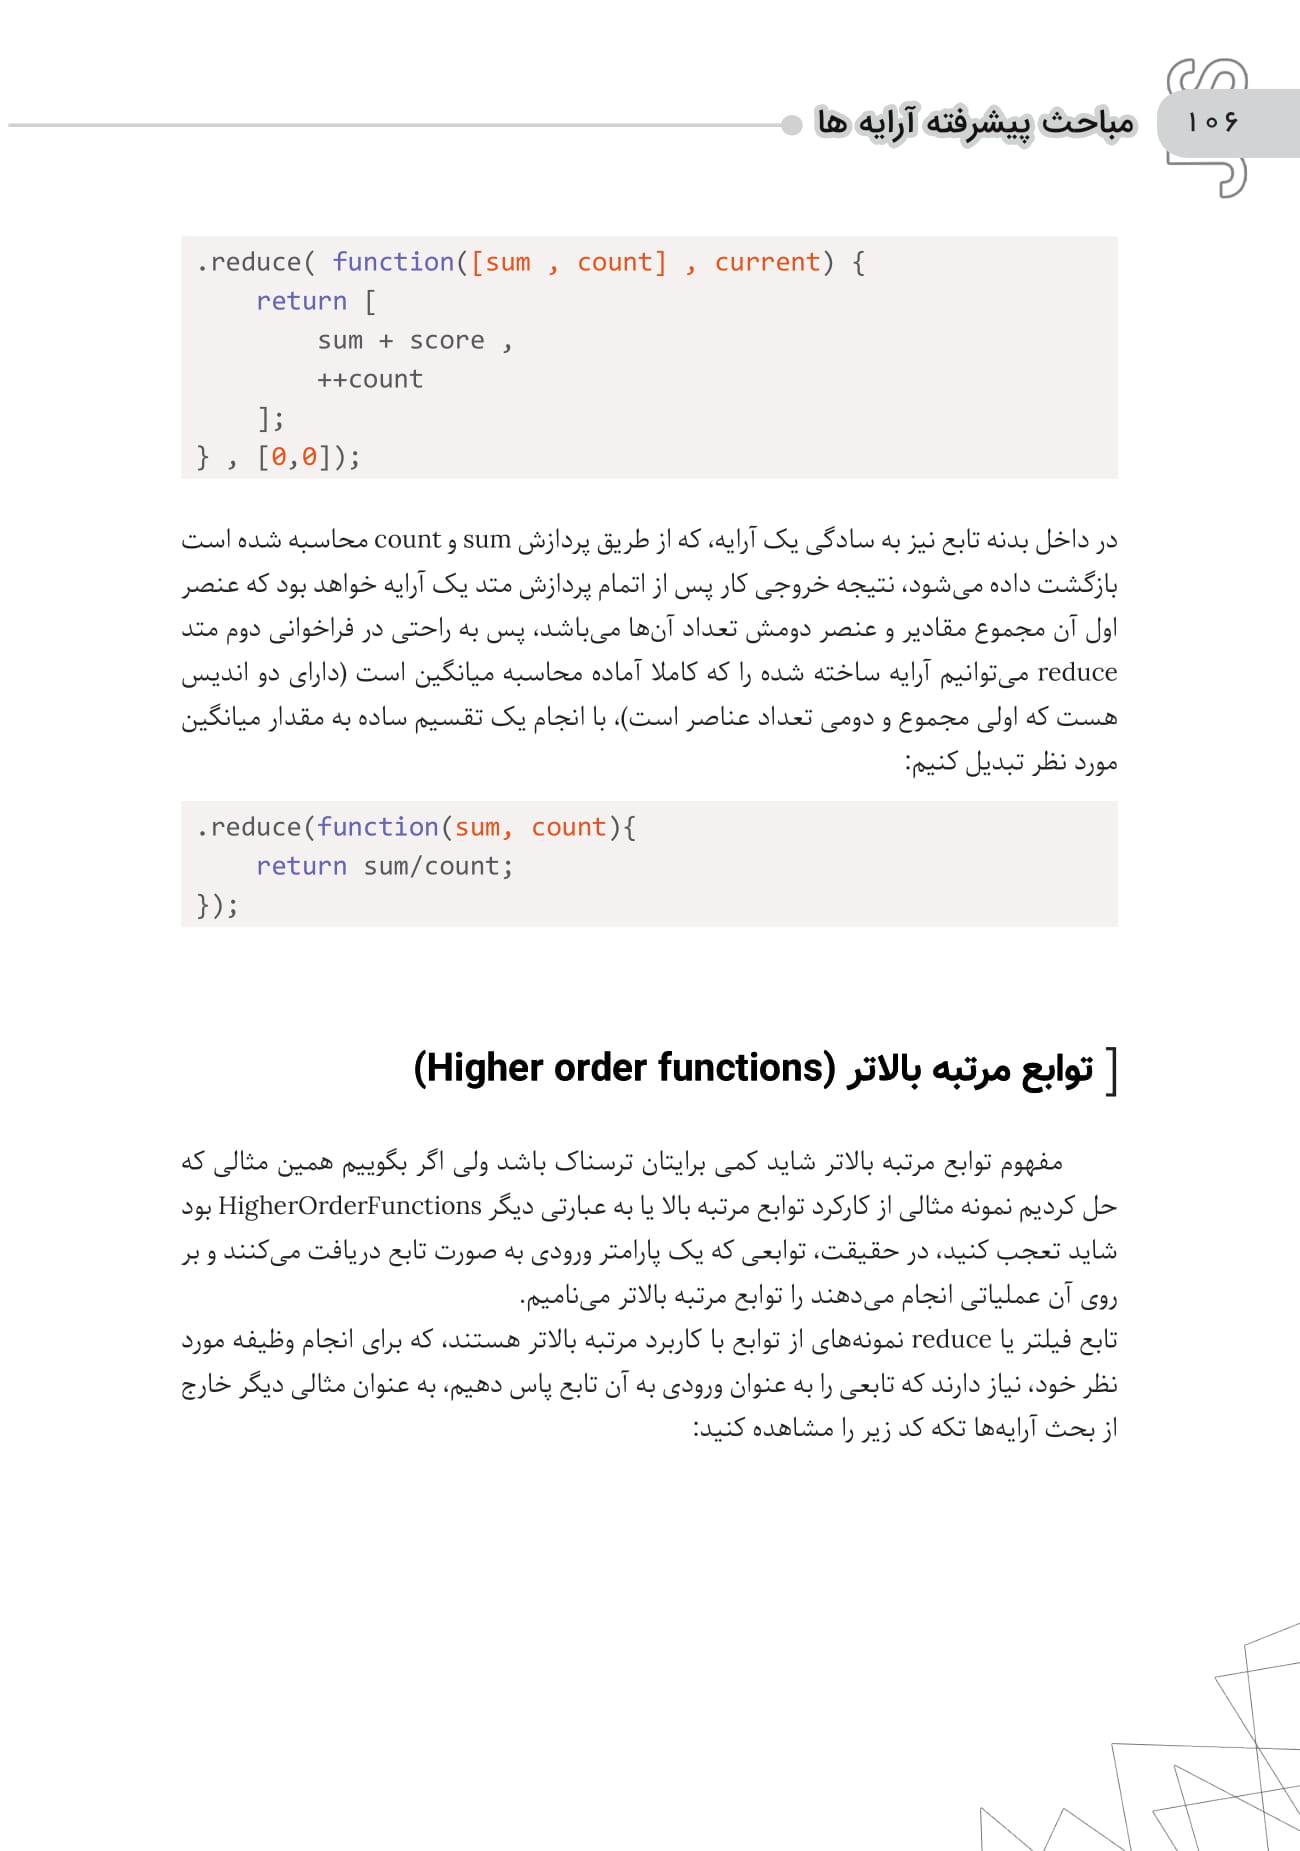 ۱۰۶
مباحث پیشرفته آرایه ها
.reduce( function([sum , count] , current) {
    return [
        sum + score ,
        ++count
    ];
} , [0,0]);
در داخل بدنه تابع نیز به سادگی یک آرایه، که از طریق پردازش sum و count محاسبه شده است
بازگشت داده می‌شود، نتیجه خروجی کار پس از اتمام پردازش متد یک آرایه خواهد بود که عنصر
اول آن مجموع مقادیر و عنصر دومش تعداد آن‌ها می‌باشد، پس به راحتی در فراخوانی دوم متد
reduce می‌توانیم آرایه ساخته شده را که کاملا آماده محاسبه میانگین است (دارای دو اندیس
هست که اولی مجموع و دومی تعداد عناصر است)، با انجام یک تقسیم ساده به مقدار میانگین
مورد نظر تبدیل کنیم:
.reduce(function(sum, count){
    return sum/count;
});
[ توابع مرتبه بالاتر (Higher order functions)
مفهوم توابع مرتبه بالاتر شاید کمی برایتان ترسناک باشد ولی اگر بگوییم همین مثالی که
حل کردیم نمونه مثالی از کارکرد توابع مرتبه بالا یا به عبارتی دیگر HigherOrderFunctions بود
شاید تعجب کنید، در حقیقت، توابعی که یک پارامتر ورودی به صورت تابع دریافت می‌کنند و بر
روی آن عملیاتی انجام می‌دهند را توابع مرتبه بالاتر می‌نامیم.
تابع فیلتر یا reduce نمونه‌های از توابع با کاربرد مرتبه بالاتر هستند، که برای انجام وظیفه مورد
نظر خود، نیاز دارند که تابعی را به عنوان ورودی به آن تابع پاس دهیم، به عنوان مثالی دیگر خارج
از بحث آرایه‌ها تکه کد زیر را مشاهده کنید: